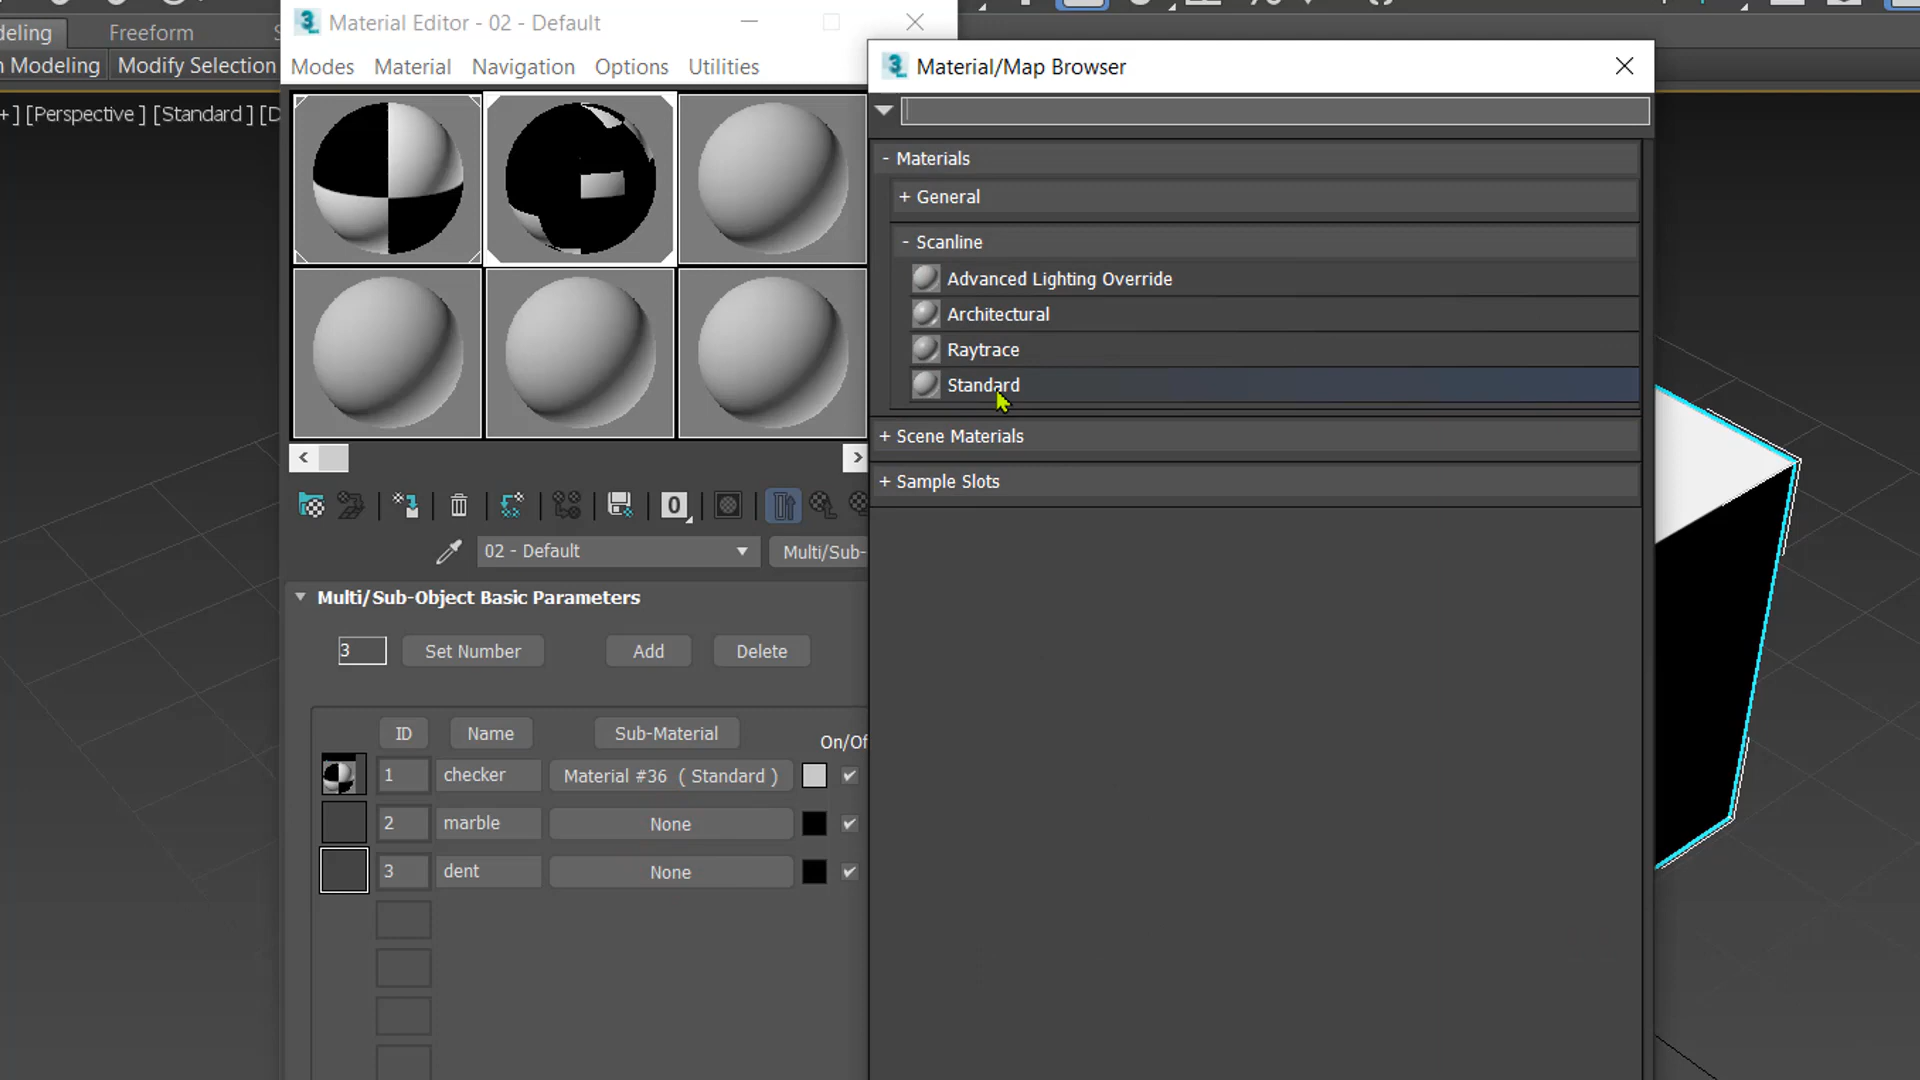 eling
Freeform
n Modeling
Modify Selection
+] [Perspective ] [Standard ] [D
Material Editor - 02 - Default
Modes Material Navigation Options Utilities
0
02 - Default
Multi/Sub-
Multi/Sub-Object Basic Parameters
3
Set Number
Add
Delete
ID Name Sub-Material On/Of
1 checker Material #36 ( Standard )
2 marble None
3 dent None
Material/Map Browser
- Materials
+ General
- Scanline
Advanced Lighting Override
Architectural
Raytrace
Standard
+ Scene Materials
+ Sample Slots